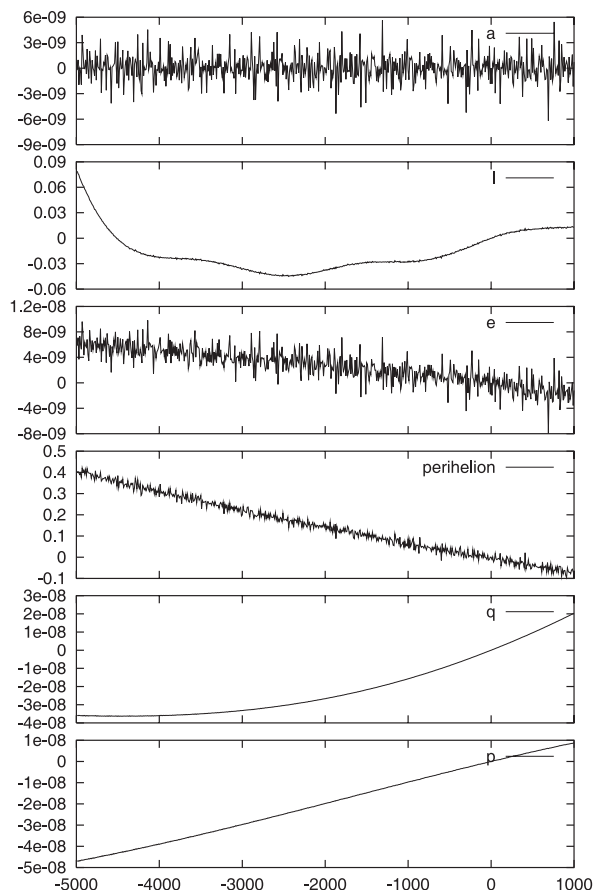 6e-09
a
3e-09
0
-3e-09
-6e-09
-9e-09
0.09
l
0.06
0.03
0
-0.03
-0.06
1.2e-08
e
8e-09
4e-09
0
-4e-09
-8e-09
0.5
perihelion
0.4
0.3
0.2
0.1
0
-0.1
3e-08
q
2e-08
1e-08
0
-1e-08
-2e-08
-3e-08
-4e-08
1e-08
p
0
-1e-08
-2e-08
-3e-08
-4e-08
-5e-08
-5000 -4000 -3000 -2000 -1000 0 1000